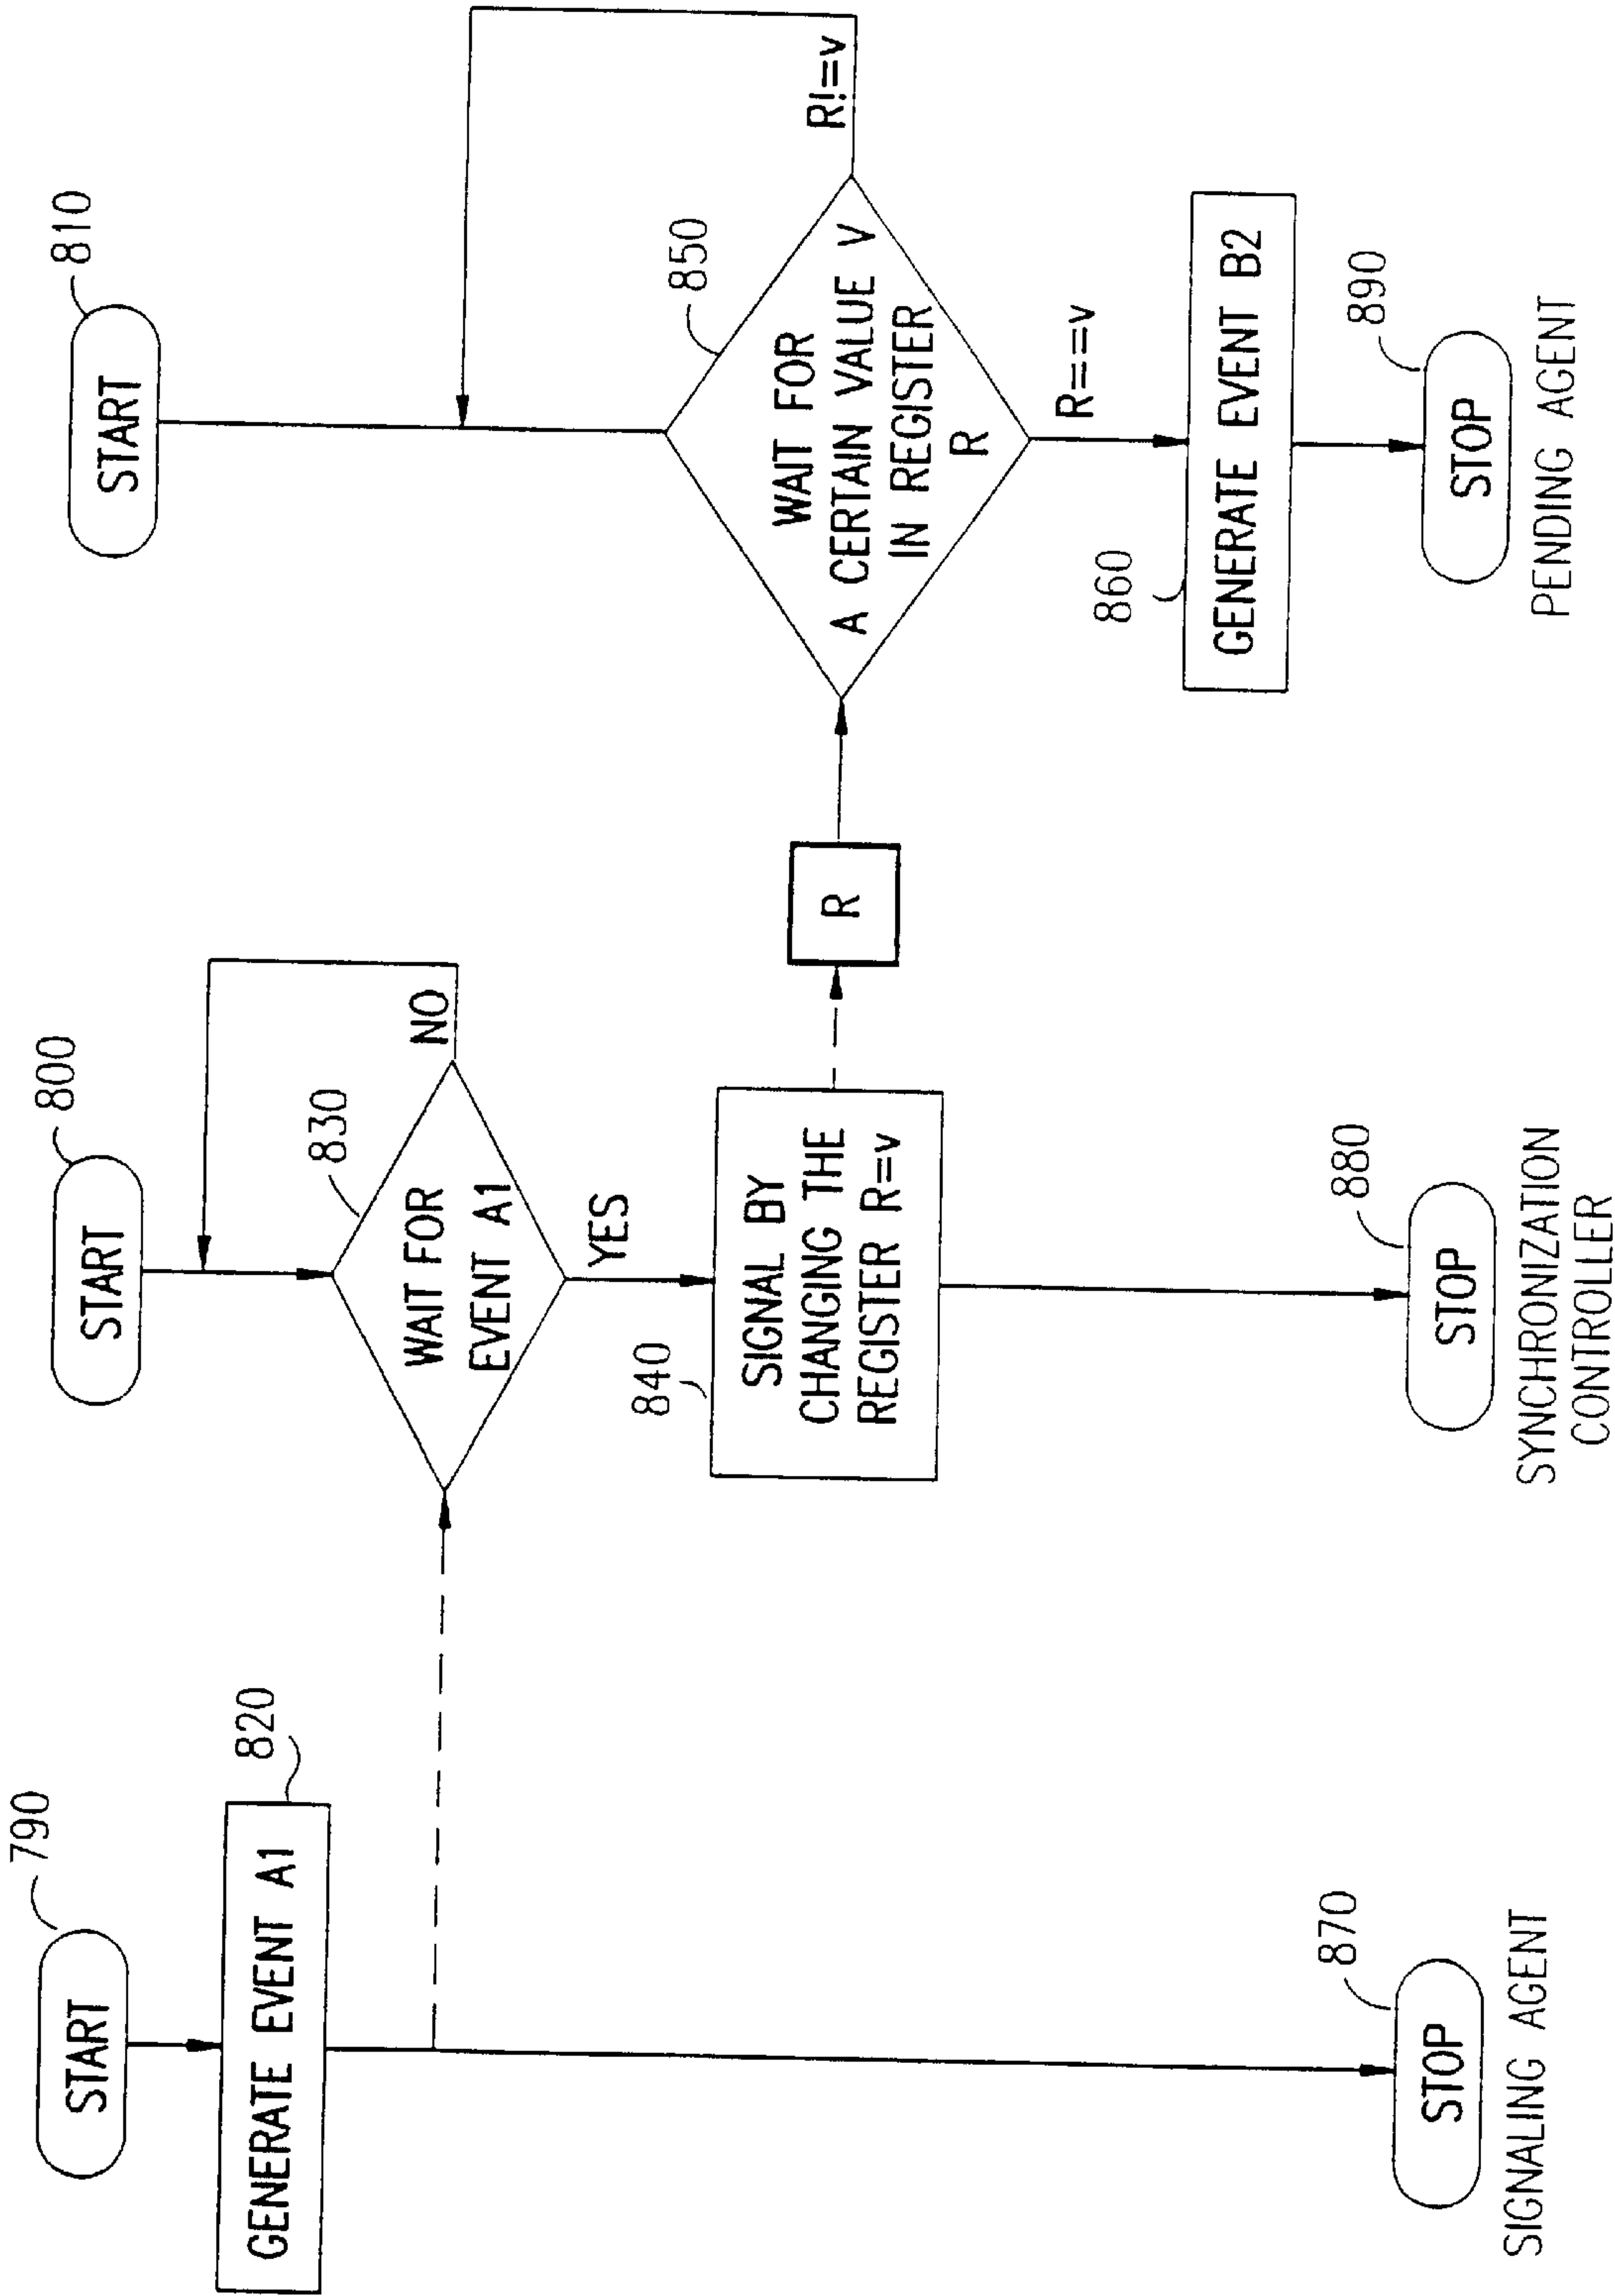 790
START
820
GENERATE EVENT A1
870
STOP
SIGNALING AGENT
800
START
830
WAIT FOR
EVENT A1
NO
YES
840
SIGNAL BY
CHANGING THE
REGISTER R=v
R
880
STOP
SYNCHRONIZATION
CONTROLLER
810
START
850
WAIT FOR
A CERTAIN VALUE V
IN REGISTER
R
R!=v
R==v
860
GENERATE EVENT B2
890
STOP
PENDING AGENT